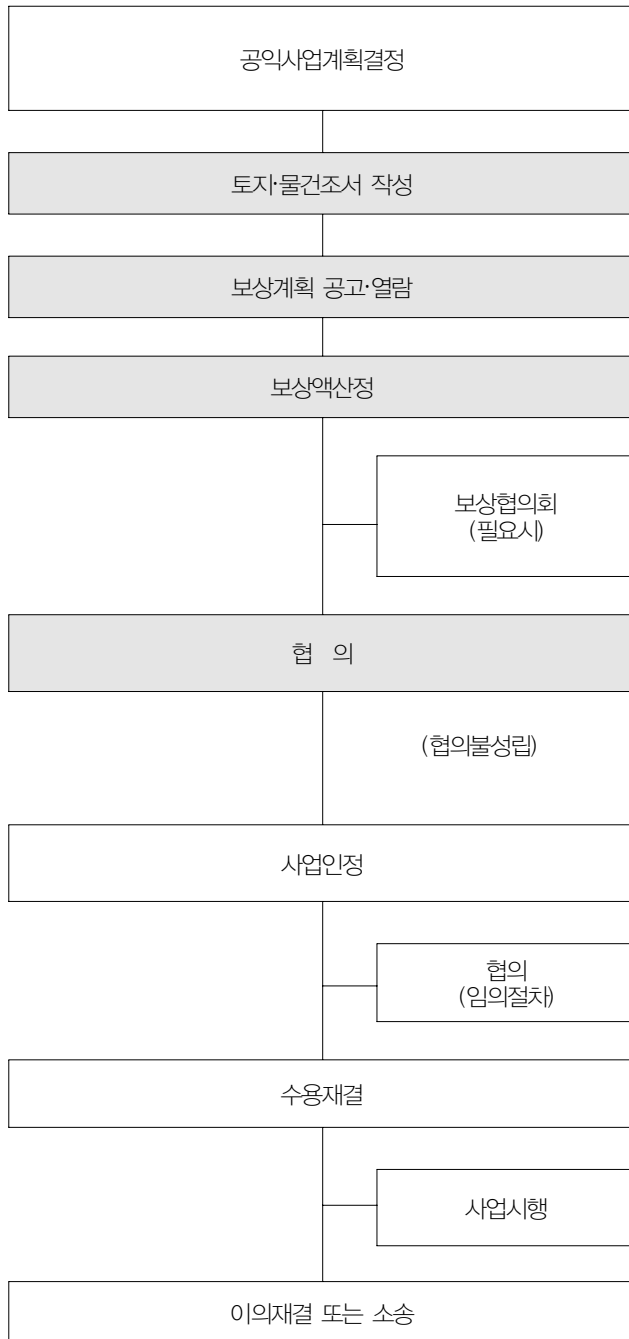 공익사업계획결정
토지·물건조서 작성
보상계획 공고·열람
보상액산정
보상협의회
(필요시)
협 의
(협의불성립)
사업인정
협의
(임의절차)
수용재결
사업시행
이의재결 또는 소송